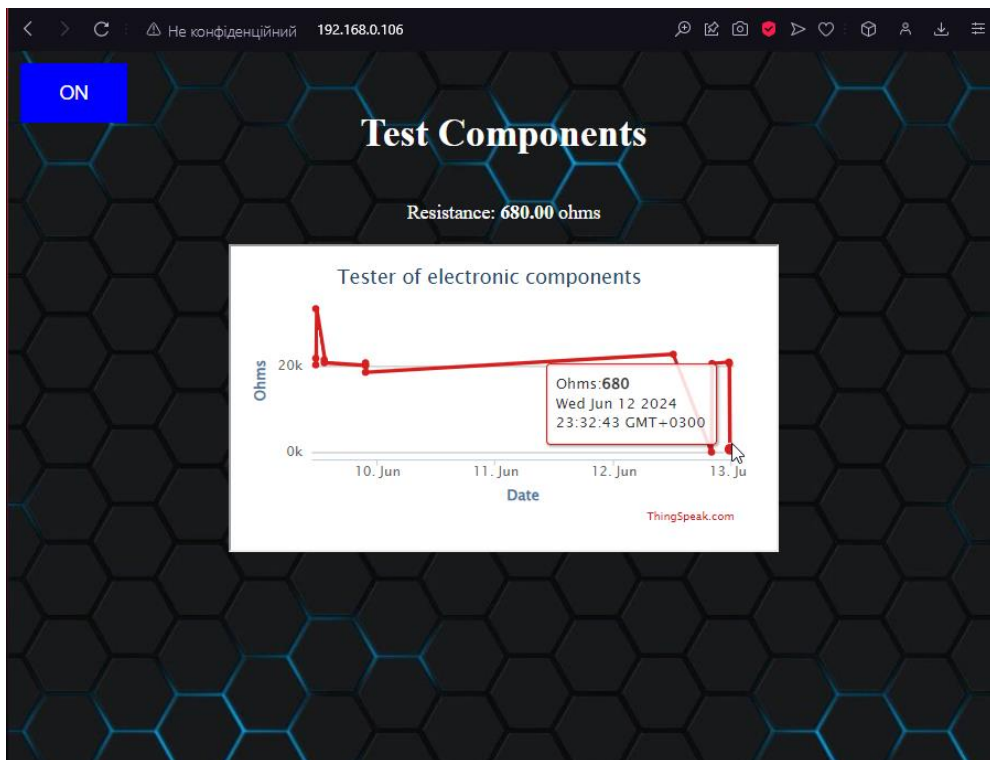 Не конфіденційний 192.168.0.106
ON
Test Components
Resistance: 680.00 ohms
Tester of electronic components
Ohms
20k
0k
Ohms:680
Wed Jun 12 2024
23:32:43 GMT+0300
10. Jun 11. Jun 12. Jun 13. Ju
Date
ThingSpeak.com